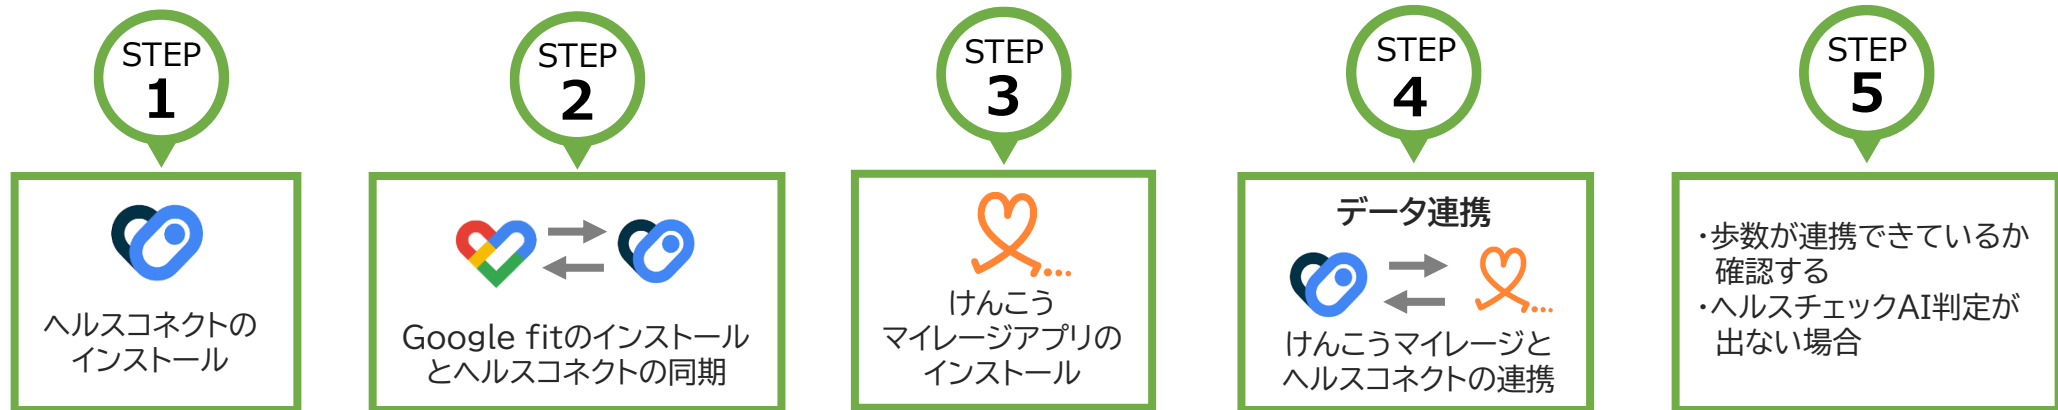 STEP
1
ヘルスコネクトの
インストール
STEP
2
Google fitのインストール
とヘルスコネクトの同期
STEP
3
けんこう
マイレージアプリの
インストール
STEP
4
データ連携
けんこうマイレージと
ヘルスコネクトの連携
STEP
5
・歩数が連携できているか
確認する
・ヘルスチェックAI判定が
出ない場合